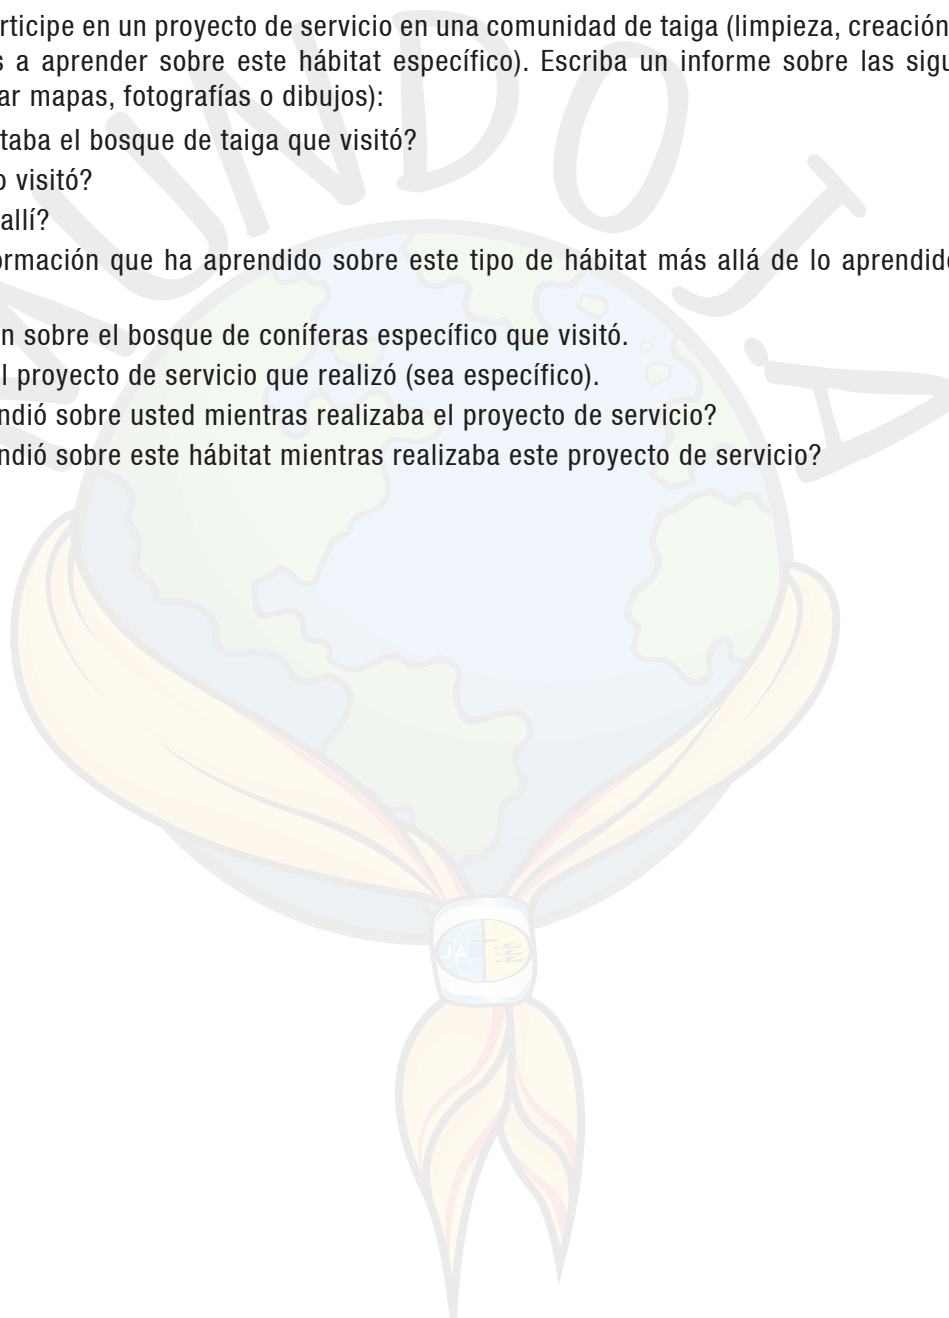 rticipe en un proyecto de servicio en una comunidad de taiga (limpieza, creación
s a aprender sobre este hábitat específico). Escriba un informe sobre las sigu
ar mapas, fotografías o dibujos):
taba el bosque de taiga que visitó?
o visitó?
allí?
ormación que ha aprendido sobre este tipo de hábitat más allá de lo aprendido
n sobre el bosque de coníferas específico que visitó.
l proyecto de servicio que realizó (sea específico).
ndió sobre usted mientras realizaba el proyecto de servicio?
ndió sobre este hábitat mientras realizaba este proyecto de servicio?
MUNDO JA
JA